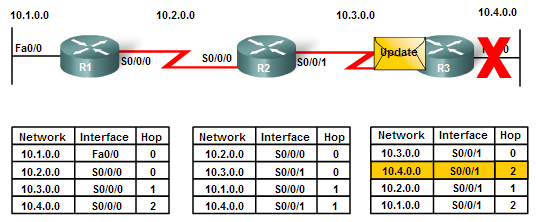 10.1.0.0 10.2.0.0 10.3.0.0 10.4.0.0
Fa0/0 R1 S0/0/0 S0/0/0 R2 S0/0/1 Update R3
Network Interface Hop
10.1.0.0 Fa0/0 0
10.2.0.0 S0/0/0 0
10.3.0.0 S0/0/0 1
10.4.0.0 S0/0/0 2
Network Interface Hop
10.2.0.0 S0/0/0 0
10.3.0.0 S0/0/1 0
10.1.0.0 S0/0/0 1
10.4.0.0 S0/0/1 2
Network Interface Hop
10.3.0.0 S0/0/1 0
10.4.0.0 S0/0/1 2
10.2.0.0 S0/0/1 1
10.1.0.0 S0/0/1 2